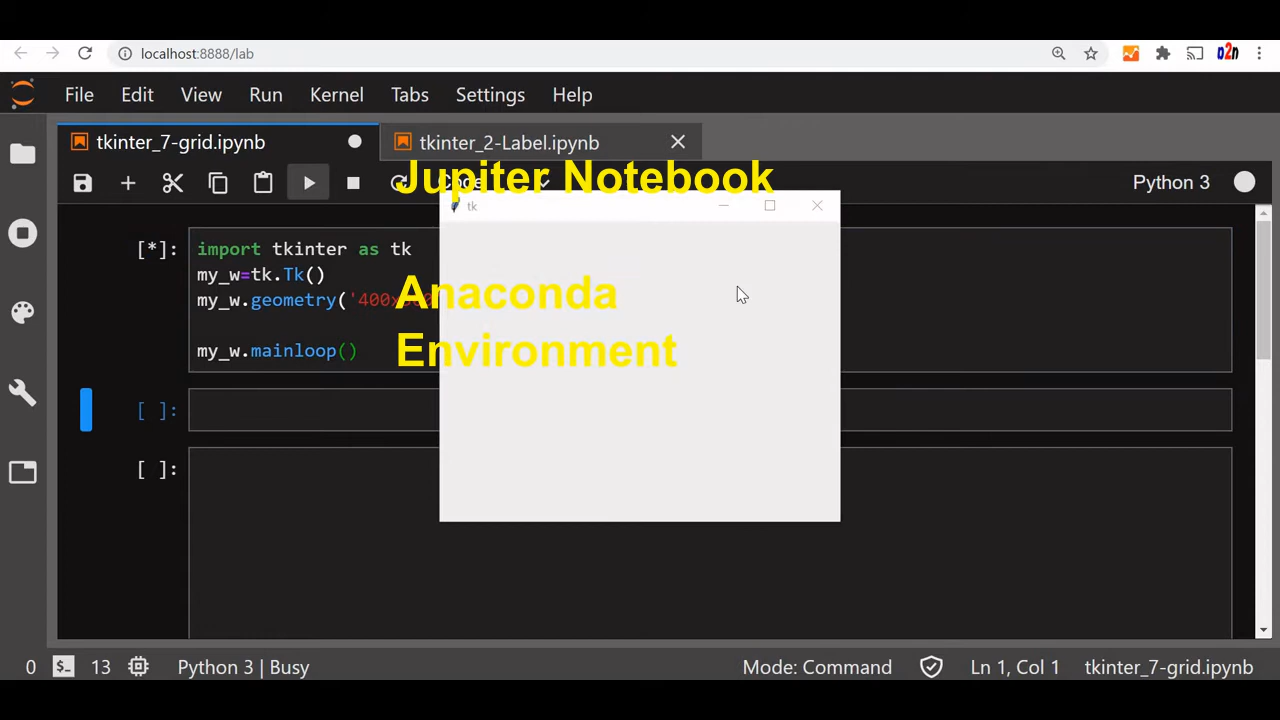 localhost:8888/lab
o2n
File Edit View Run Kernel Tabs Settings Help
tkinter_7-grid.ipynb tkinter_2-Label.ipynb
Jupiter Notebook
Python 3
tk
[*]: import tkinter as tk
my_w=tk.Tk()
my_w.geometry('400x
Anaconda
Environment
my_w.mainloop()
[ ]:
[ ]:
0 13 Python 3 | Busy Mode: Command Ln 1, Col 1 tkinter_7-grid.ipynb